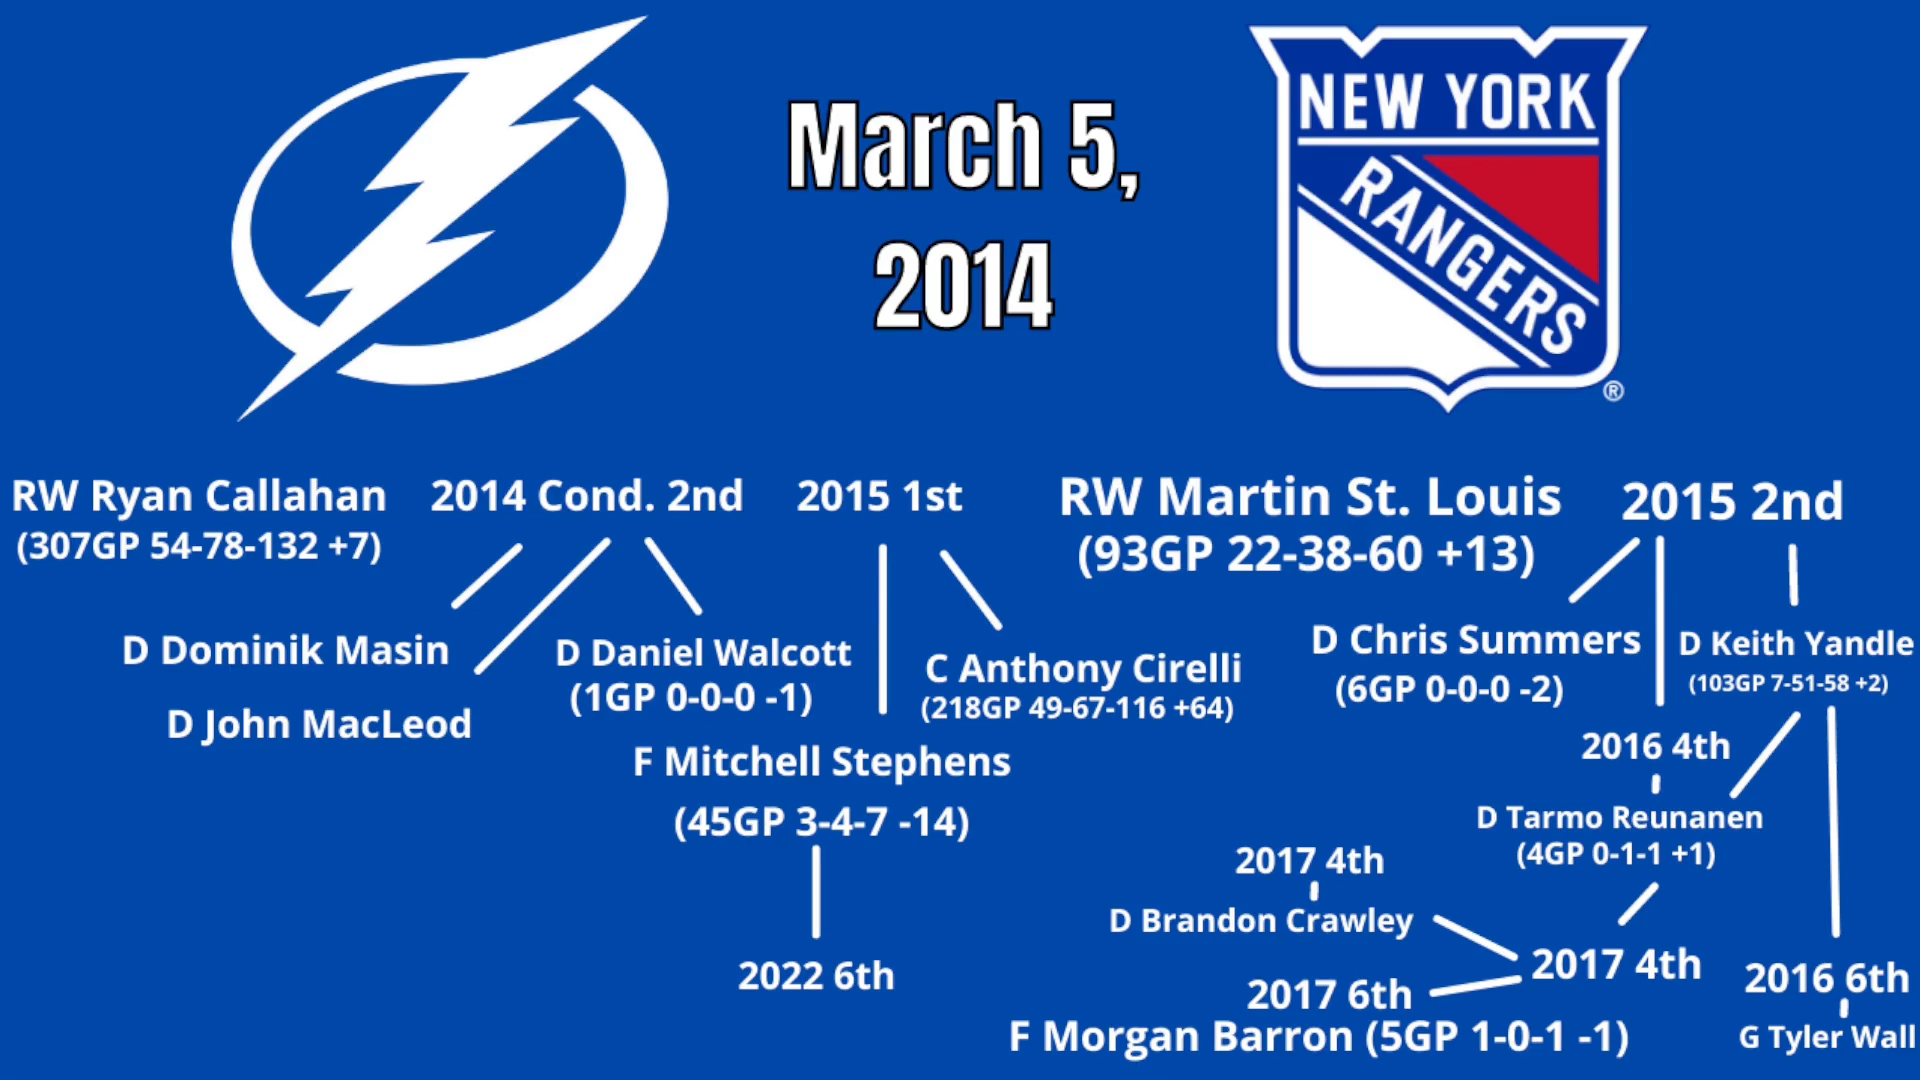 March 5,
2014
NEW YORK
RANGERS
®
RW Ryan Callahan
(307GP 54-78-132 +7)
2014 Cond. 2nd
2015 1st
RW Martin St. Louis
(93GP 22-38-60 +13)
2015 2nd
D Dominik Masin
D John MacLeod
D Daniel Walcott
(1GP 0-0-0 -1)
C Anthony Cirelli
(218GP 49-67-116 +64)
F Mitchell Stephens
(45GP 3-4-7 -14)
2022 6th
D Chris Summers
(6GP 0-0-0 -2)
D Keith Yandle
(103GP 7-51-58 +2)
2016 4th
D Tarmo Reunanen
(4GP 0-1-1 +1)
2017 4th
D Brandon Crawley
2017 4th
2017 6th
F Morgan Barron (5GP 1-0-1 -1)
2016 6th
G Tyler Wall